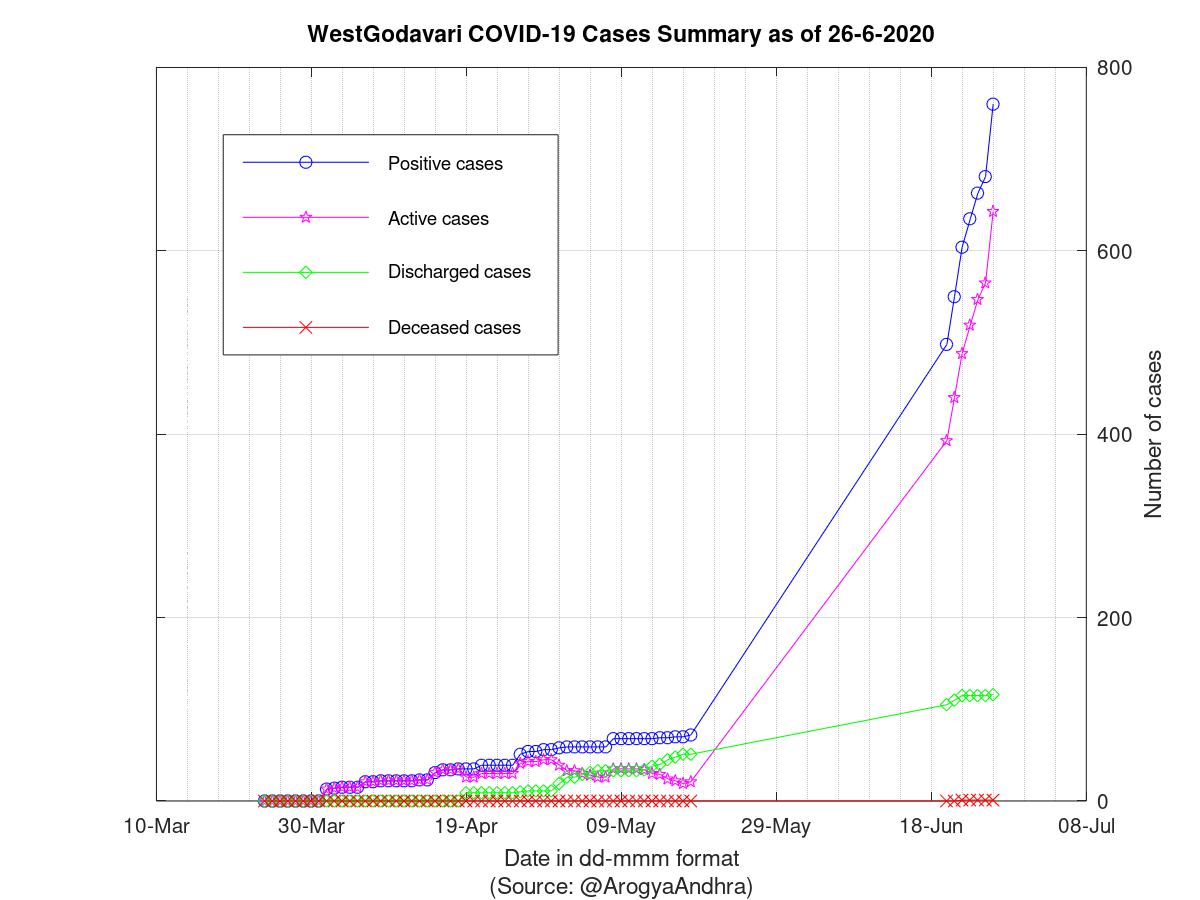 WestGodavari COVID-19 Cases Summary as of 26-6-2020
Positive cases
Active cases
Discharged cases
Deceased cases
800
600
400
200
0
Number of cases
10-Mar 30-Mar 19-Apr 09-May 29-May 18-Jun 08-Jul
Date in dd-mmm format
(Source: @ArogyaAndhra)